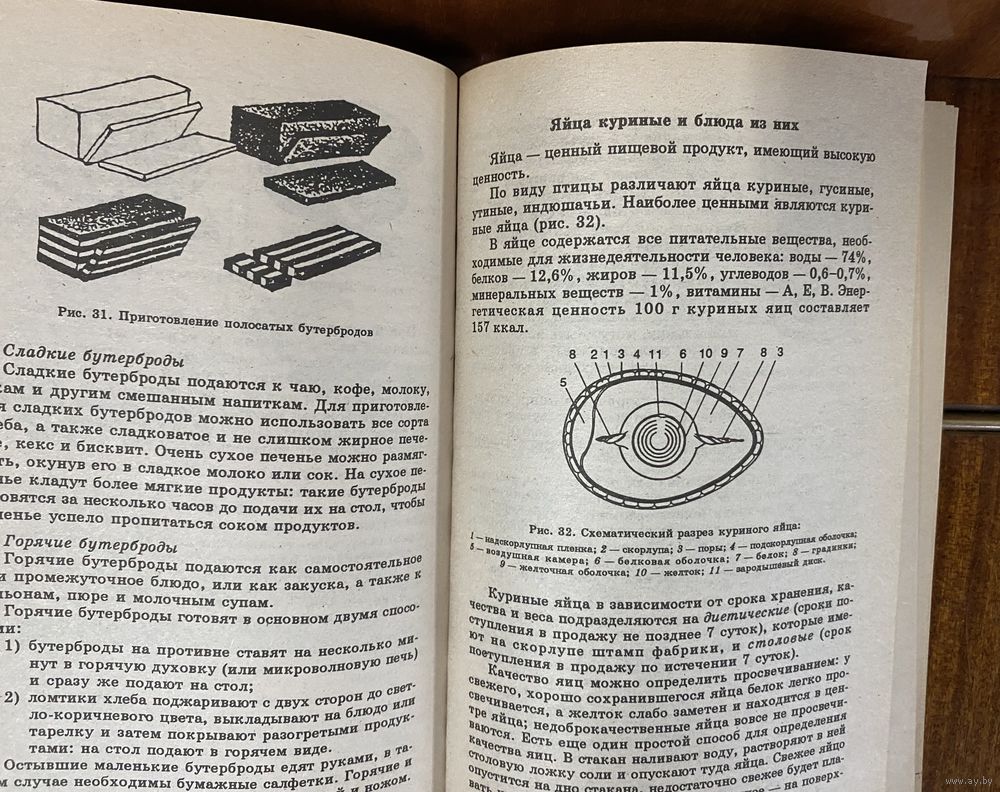 Рис. 31. Приготовление полосатых бутербродов
Сладкие бутерброды
Сладкие бутерброды подаются к чаю, кофе, молоку,
кам и другим смешанным напиткам. Для приготовле-
я сладких бутербродов можно использовать все сорта
еба, а также сладковатое и не слишком жирное пече-
е, кекс и бисквит. Очень сухое печенье можно размяг-
ть, окунув его в сладкое молоко или сок. На сухое пе-
нье кладут более мягкие продукты: такие бутерброды
овятся за несколько часов до подачи их на стол, чтобы
ченье успело пропитаться соком продуктов.
Горячие бутерброды
Горячие бутерброды подаются как самостоятельное
и промежуточное блюдо, или как закуска, а также к
льонам, пюре и молочным супам.
Горячие бутерброды готовят в основном двумя спосо-
ми:
1) бутерброды на противне ставят на несколько ми-
нут в горячую духовку (или микроволновую печь)
и сразу же подают на стол;
2) ломтики хлеба поджаривают с двух сторон до свет-
ло-коричневого цвета, выкладывают на блюдо или
тарелку и затем покрывают разогретыми продук-
тами: на стол подают в горячем виде.
Остывшие маленькие бутерброды едят руками, в та-
м случае необходимы бумажные салфетки. Горячие и
й и ножом.
Яйца куриные и блюда из них
Яйца — ценный пищевой продукт, имеющий высокую
ценность.
По виду птицы различают яйца куриные, гусиные,
утиные, индюшачьи. Наиболее ценными являются кури-
ные яйца (рис. 32).
В яйце содержатся все питательные вещества, необ-
ходимые для жизнедеятельности человека: воды — 74%,
белков — 12,6%, жиров — 11,5%, углеводов — 0,6–0,7%,
минеральных веществ — 1%, витамины — А, Е, В. Энер-
гетическая ценность 100 г куриных яиц составляет
157 ккал.
8 2 1 3 4 11 6 10 9 7 8 3
5
Рис. 32. Схематический разрез куриного яйца:
1 — надскорлупная пленка; 2 — скорлупа; 3 — поры; 4 — подскорлупная оболочка;
5 — воздушная камера; 6 — белковая оболочка; 7 — белок; 8 — градинки;
9 — желточная оболочка; 10 — желток; 11 — зародышевый диск.
Куриные яйца в зависимости от срока хранения, ка-
чества и веса подразделяются на диетические (сроки по-
ступления в продажу не позднее 7 суток), которые име-
ют на скорлупе штамп фабрики, и столовые (срок
поступления в продажу по истечении 7 суток).
Качество яиц можно определить просвечиванием: у
свежего, хорошо сохранившегося яйца белок легко про-
свечивается, а желток слабо заметен и находится в цен-
тре яйца; недоброкачественные яйца вовсе не просвечи-
ваются. Есть еще один простой способ для определения
качества яиц. В стакан наливают воду, растворяют в ней
столовую ложку соли и опускают туда яйца. Свежее яйцо
опустится на дно стакана, недостаточно свежее будет пла-
вать — на поверх-
www.ay.by